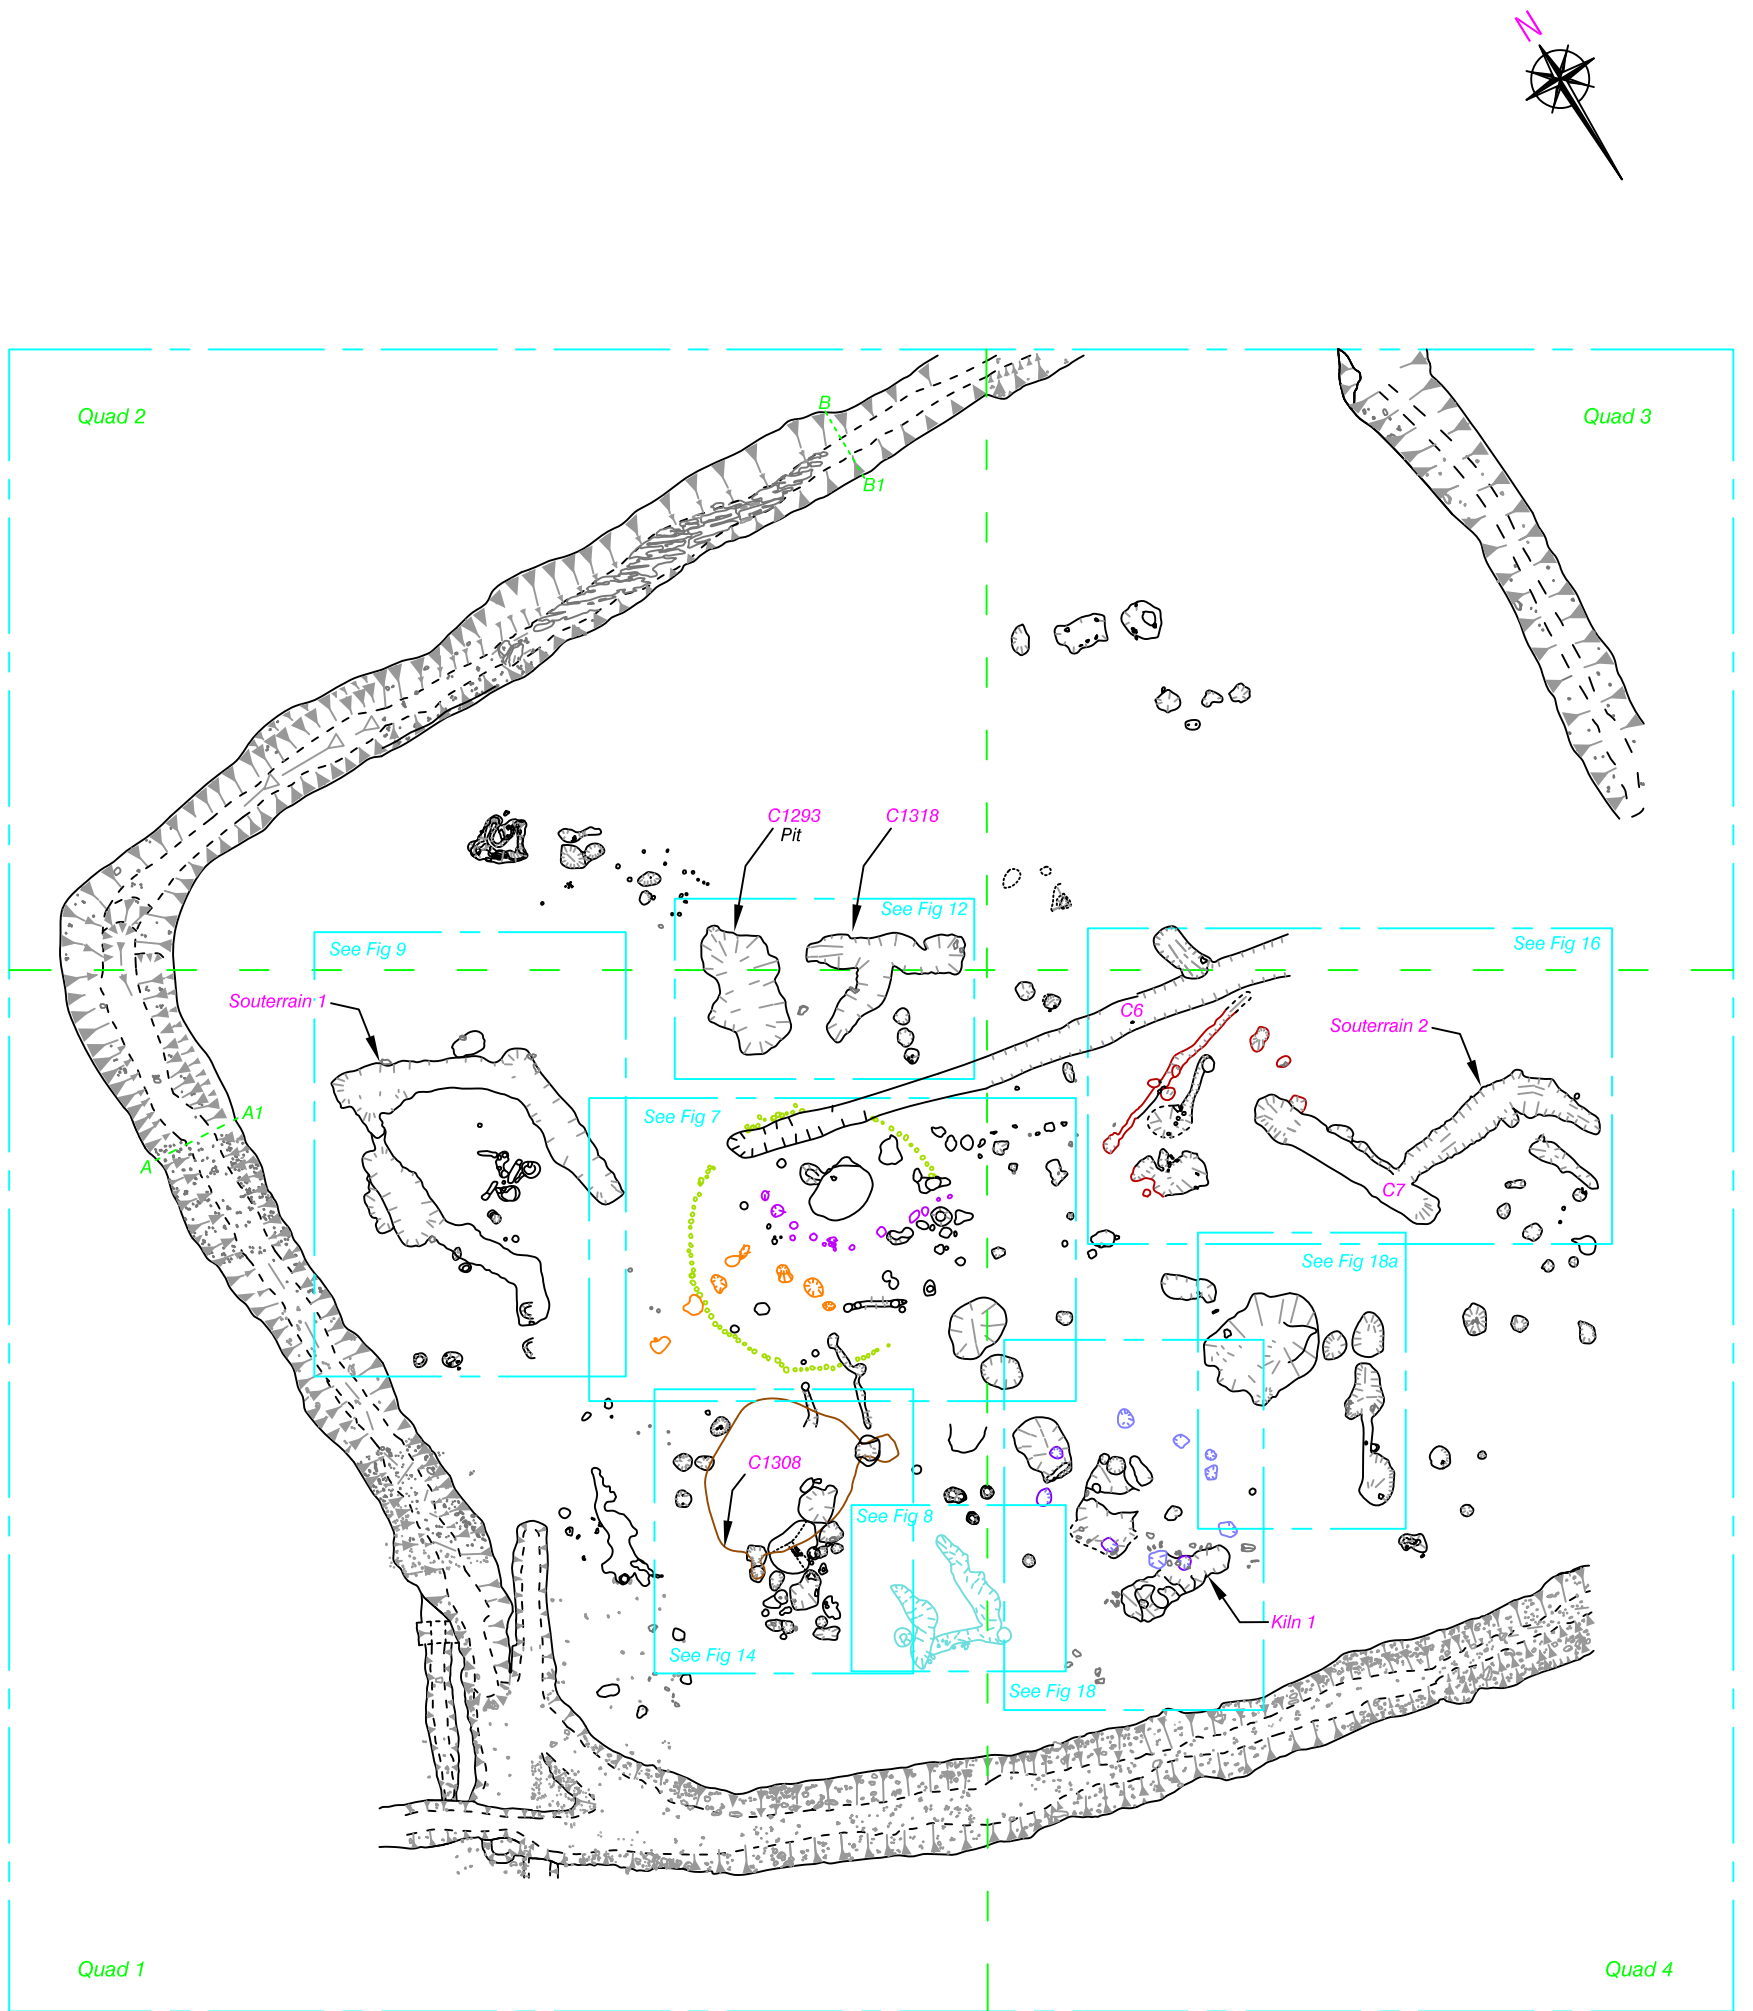 N
Quad 2
B
Quad 3
B1
C1293
Pit
C1318
See Fig 12
See Fig 9
See Fig 16
Souterrain 1
C6
Souterrain 2
A1
See Fig 7
A
C7
See Fig 18a
C1308
See Fig 8
See Fig 14
Kiln 1
See Fig 18
Quad 1
Quad 4